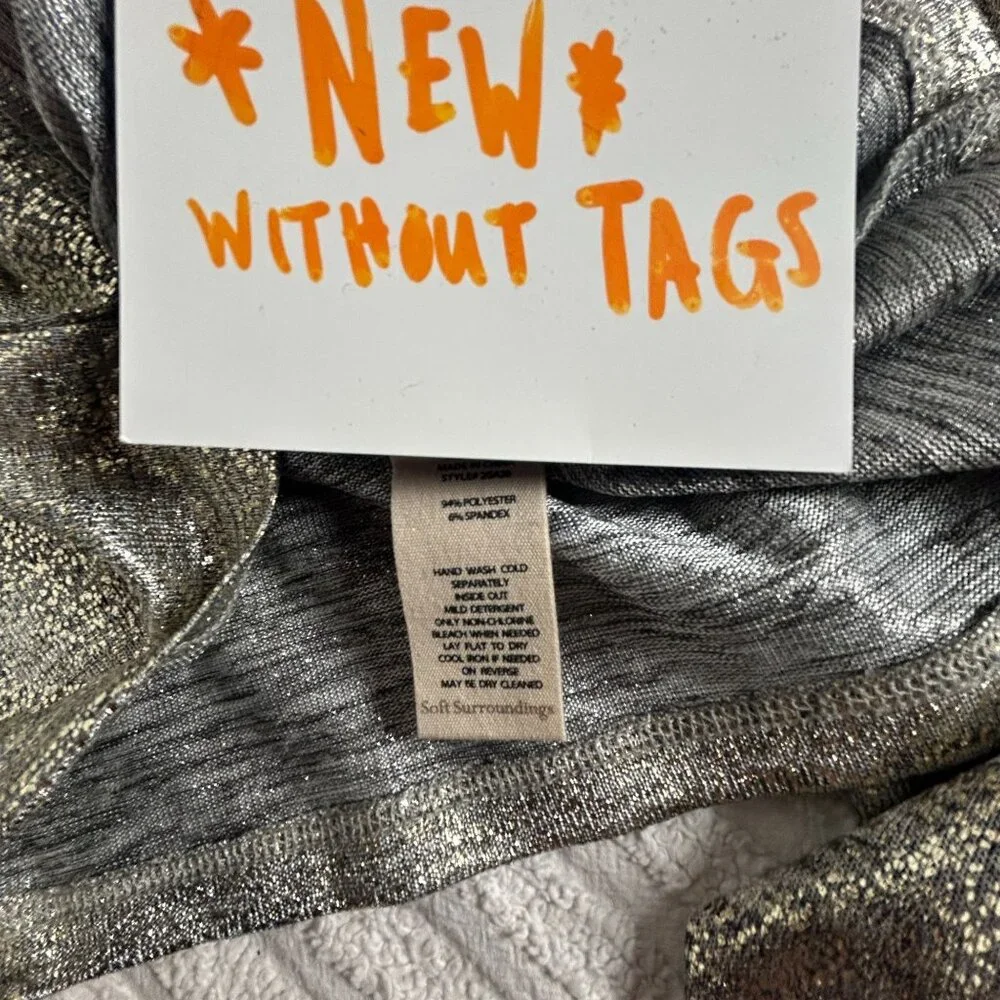 *NEW*
WITHOUT TAGS
MADE IN
STYLE#
94% POLYESTER
6% SPANDEX
HAND WASH COLD
SEPARATELY
INSIDE OUT
MILD DETERGENT
ONLY NON-CHLORINE
BLEACH WHEN NEEDED
LAY FLAT TO DRY
COOL IRON IF NEEDED
ON REVERSE
MAY BE DRY CLEANED
Soft Surroundings